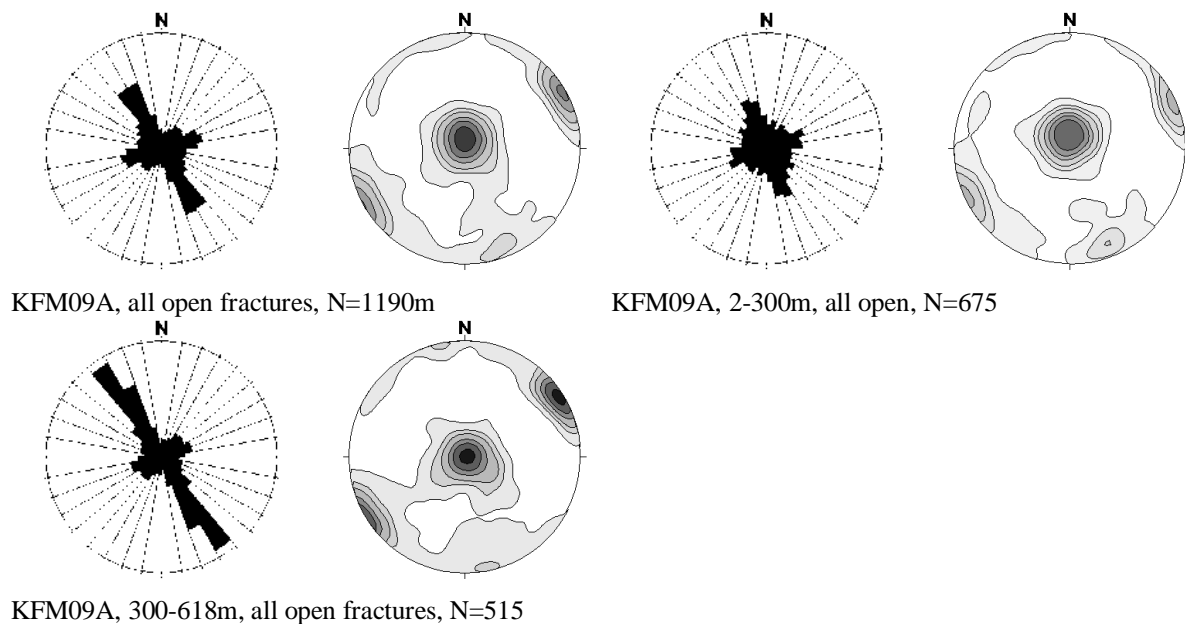 N N N N
KFM09A, all open fractures, N=1190m KFM09A, 2-300m, all open, N=675
N N
KFM09A, 300-618m, all open fractures, N=515